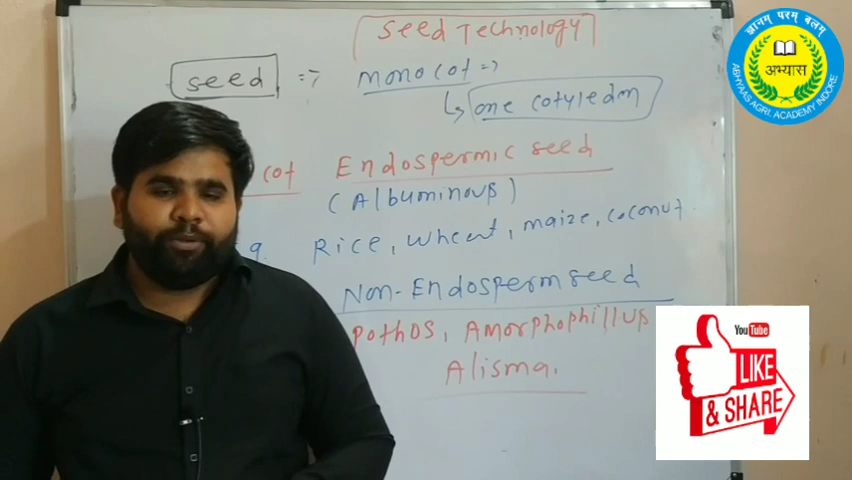 Seed Technology
seed => monocot =>
↳ one cotyledon
cot Endospermic seed
(Albuminous)
9. Rice, wheat, maize, coconut.
Non-Endosperm seed
Pothos, Amorphophillus
Alisma.
ज्ञानम् परम् बलम्
अभ्यास
ABHYAAS AGRI. ACADEMY INDORE
YouTube
LIKE
& SHARE